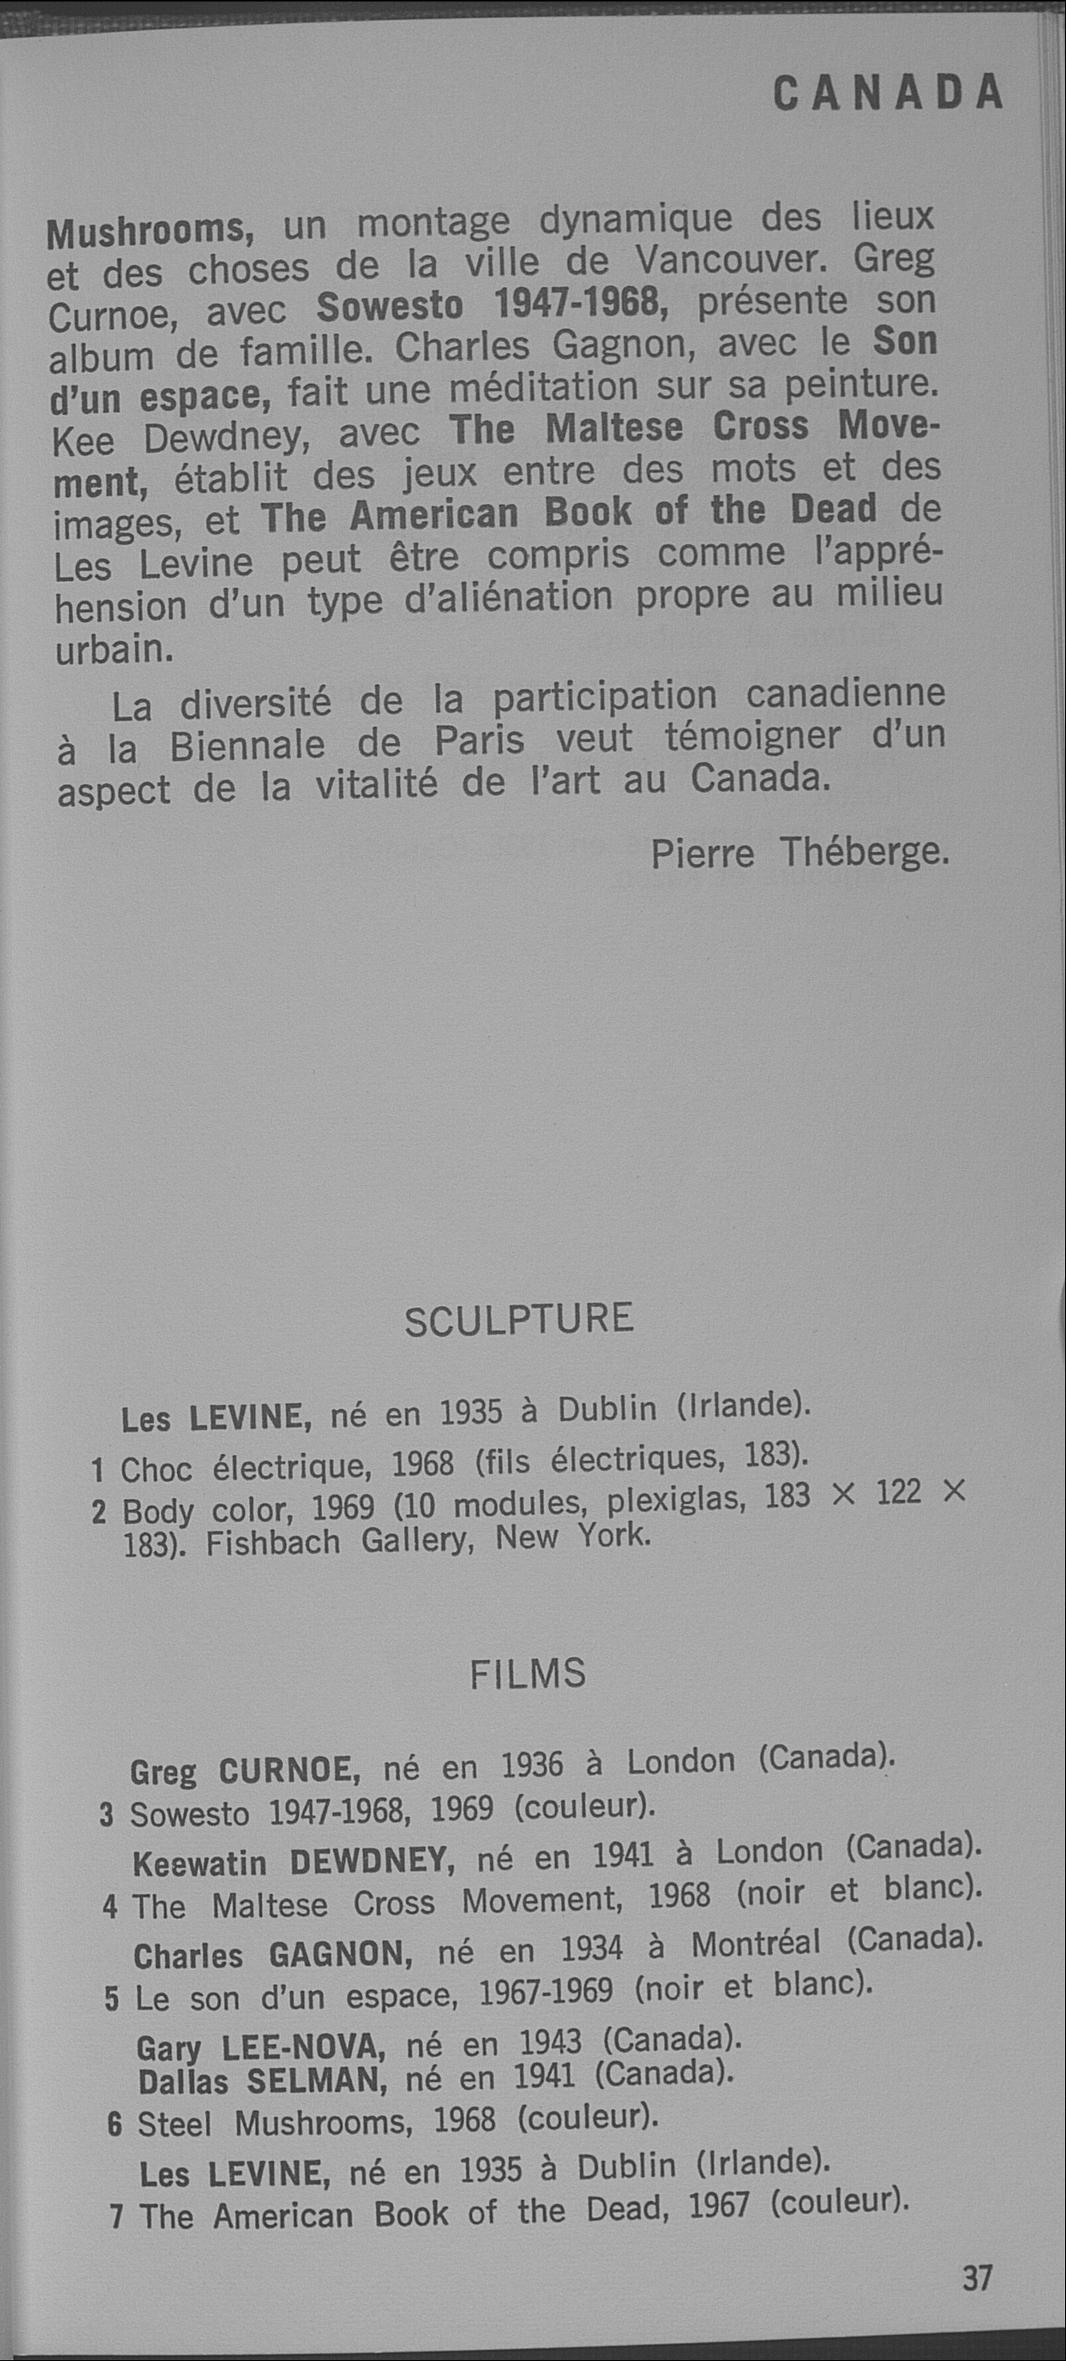 CANADA
Mushrooms, un montage dynamique des lieux
et des choses de la ville de Vancouver. Greg
Curnoe, avec Sowesto 1947-1968, présente son
album de famille. Charles Gagnon, avec le Son
d'un espace, fait une méditation sur sa peinture.
Kee Dewdney, avec The Maltese Cross Move-
ment, établit des jeux entre des mots et des
images, et The American Book of the Dead de
Les Levine peut être compris comme l'appré-
hension d'un type d'aliénation propre au milieu
urbain.
La diversité de la participation canadienne
à la Biennale de Paris veut témoigner d'un
aspect de la vitalité de l'art au Canada.
Pierre Théberge.
SCULPTURE
Les LEVINE, né en 1935 à Dublin (Irlande).
1 Choc électrique, 1968 (fils électriques, 183).
2 Body color, 1969 (10 modules, plexiglas, 183 × 122 ×
183). Fishbach Gallery, New York.
FILMS
Greg CURNOE, né en 1936 à London (Canada).
3 Sowesto 1947-1968, 1969 (couleur).
Keewatin DEWDNEY, né en 1941 à London (Canada).
4 The Maltese Cross Movement, 1968 (noir et blanc).
Charles GAGNON, né en 1934 à Montréal (Canada).
5 Le son d'un espace, 1967-1969 (noir et blanc).
Gary LEE-NOVA, né en 1943 (Canada).
Dallas SELMAN, né en 1941 (Canada).
6 Steel Mushrooms, 1968 (couleur).
Les LEVINE, né en 1935 à Dublin (Irlande).
7 The American Book of the Dead, 1967 (couleur).
37